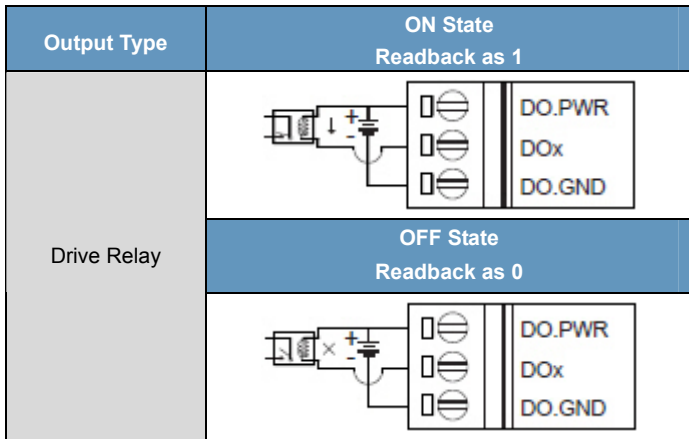 Output Type
ON State
Readback as 1
Drive Relay
+
-
DO.PWR
DOx
DO.GND
OFF State
Readback as 0
+
-
DO.PWR
DOx
DO.GND